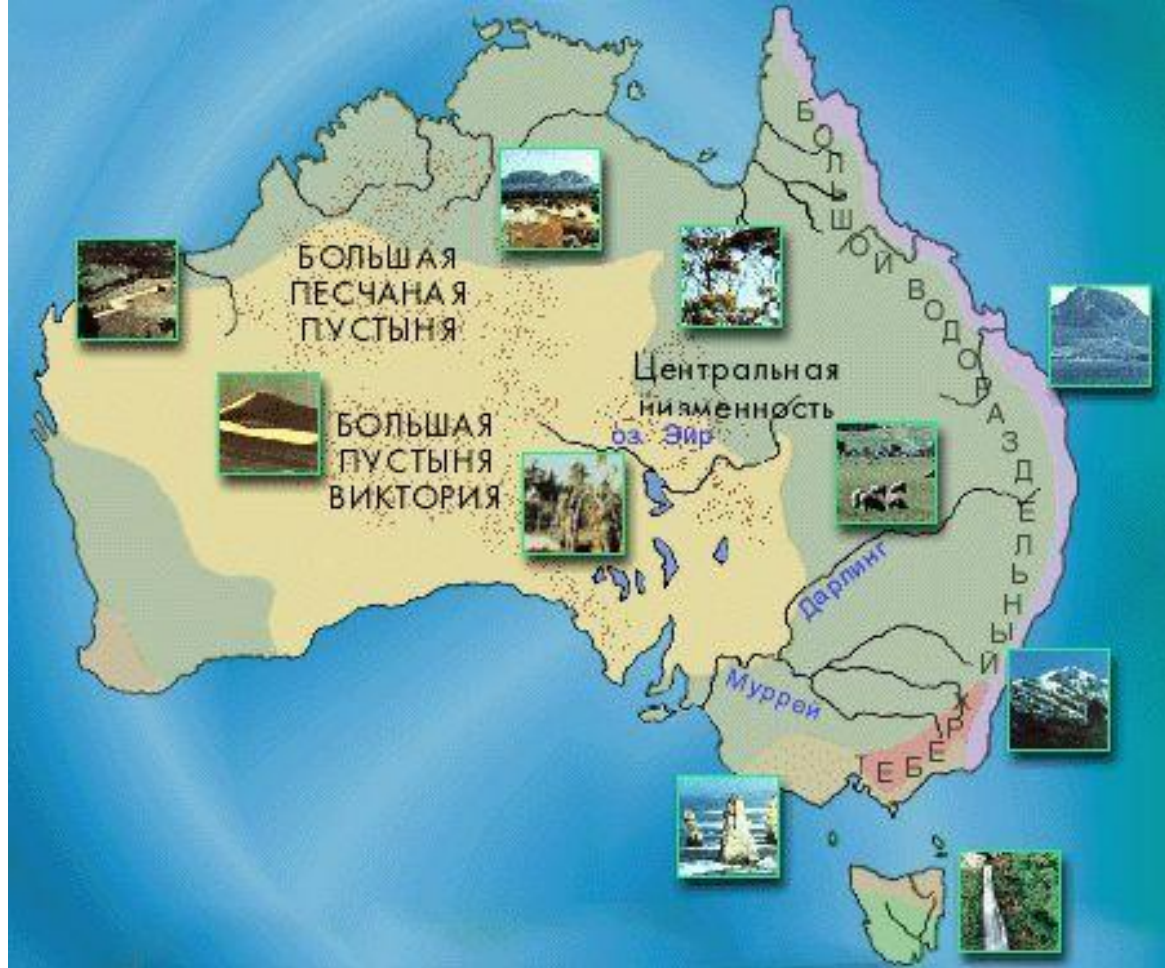 БОЛЬШАЯ
ПЕСЧАНАЯ
ПУСТЫНЯ
БОЛЬШАЯ
ПУСТЫНЯ
ВИКТОРИЯ
Центральная
низменность
оз. Эйр
Дарлинг
Муррей
БОЛЬШОЙ ВОДОРАЗДЕЛЬНЫЙ
ХРЕБЕТ